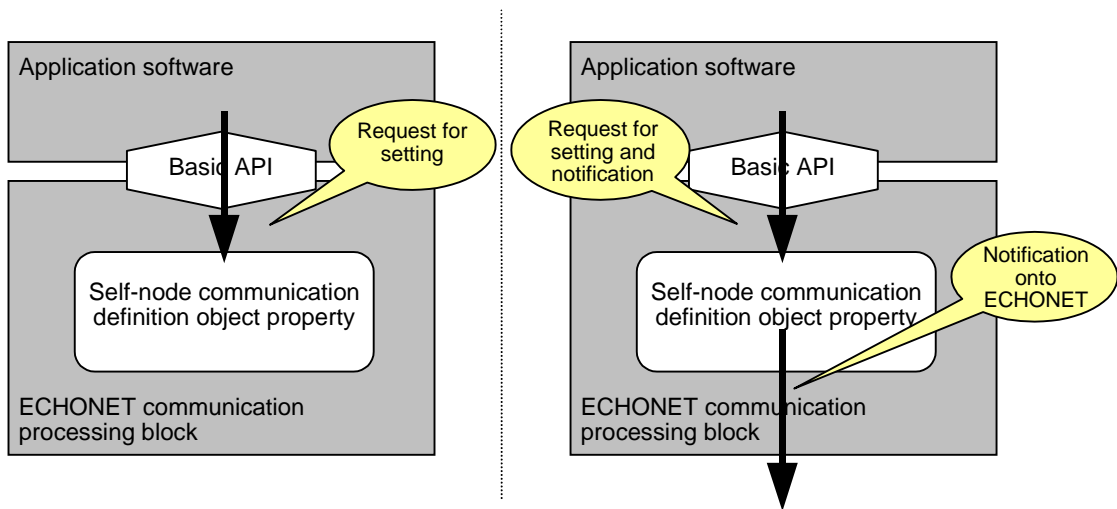 Application software
Request for
setting
Basic API
Self-node communication
definition object property
ECHONET communication
processing block
Application software
Request for
setting and
notification
Basic API
Self-node communication
definition object property
Notification
onto
ECHONET
ECHONET communication
processing block